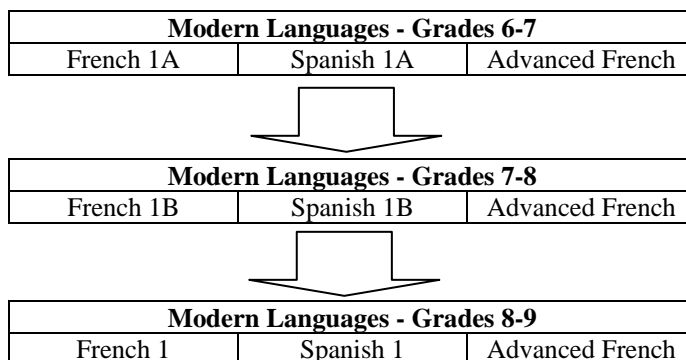 Modern Languages - Grades 6-7
French 1A Spanish 1A Advanced French
Modern Languages - Grades 7-8
French 1B Spanish 1B Advanced French
Modern Languages - Grades 8-9
French 1 Spanish 1 Advanced French